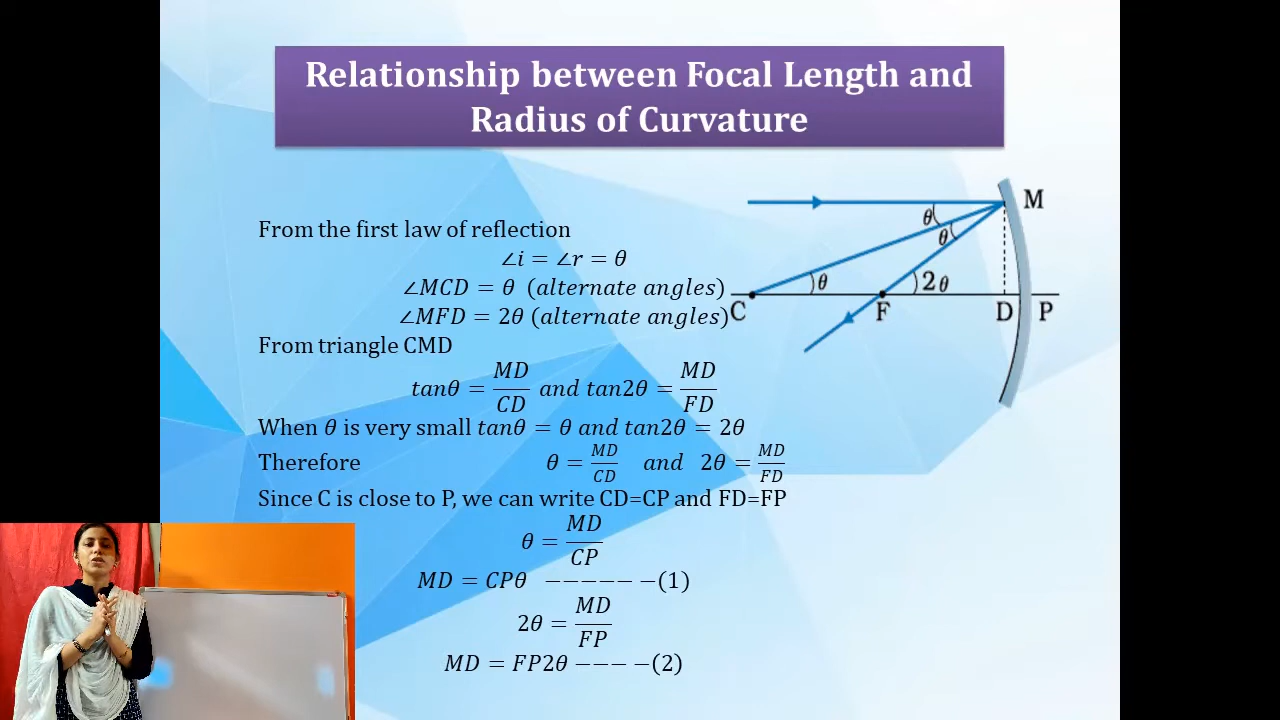 Relationship between Focal Length and
Radius of Curvature
From the first law of reflection
∠i = ∠r = θ
∠MCD = θ (alternate angles)
∠MFD = 2θ (alternate angles)
From triangle CMD
tanθ = MD/CD and tan2θ = MD/FD
When θ is very small tanθ = θ and tan2θ = 2θ
Therefore θ = MD/CD and 2θ = MD/FD
Since C is close to P, we can write CD=CP and FD=FP
θ = MD/CP
MD = CPθ − − − − − −(1)
2θ = MD/FP
MD = FP2θ − − − −(2)
M
θ
θ
θ
2θ
C
F
D
P